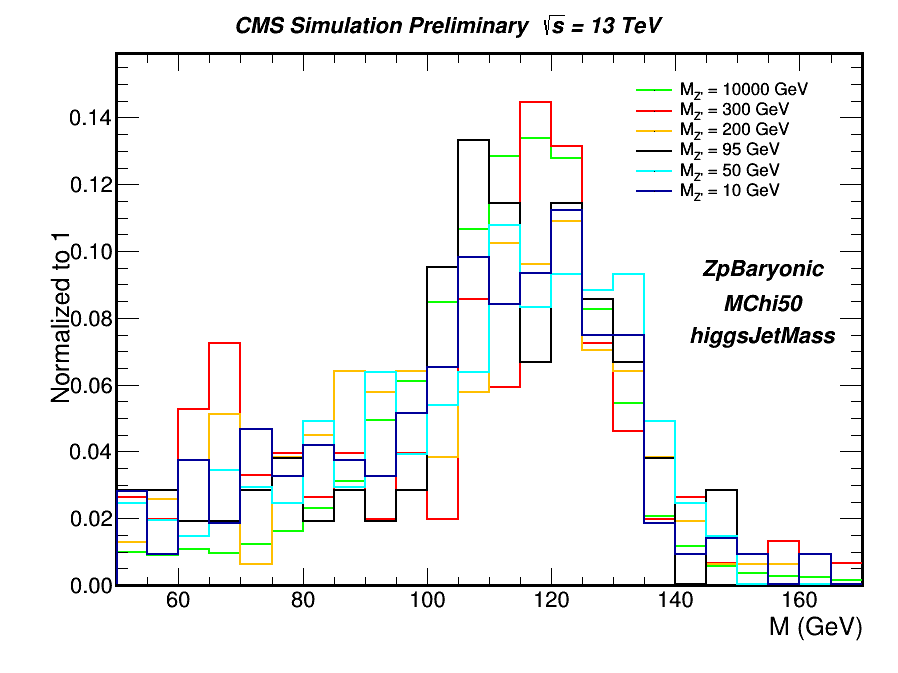 CMS Simulation Preliminary √s = 13 TeV
M_Z' = 10000 GeV
M_Z' = 300 GeV
M_Z' = 200 GeV
M_Z' = 95 GeV
M_Z' = 50 GeV
M_Z' = 10 GeV
ZpBaryonic
MChi50
higgsJetMass
Normalized to 1
0.14
0.12
0.10
0.08
0.06
0.04
0.02
0.00
60 80 100 120 140 160
M (GeV)